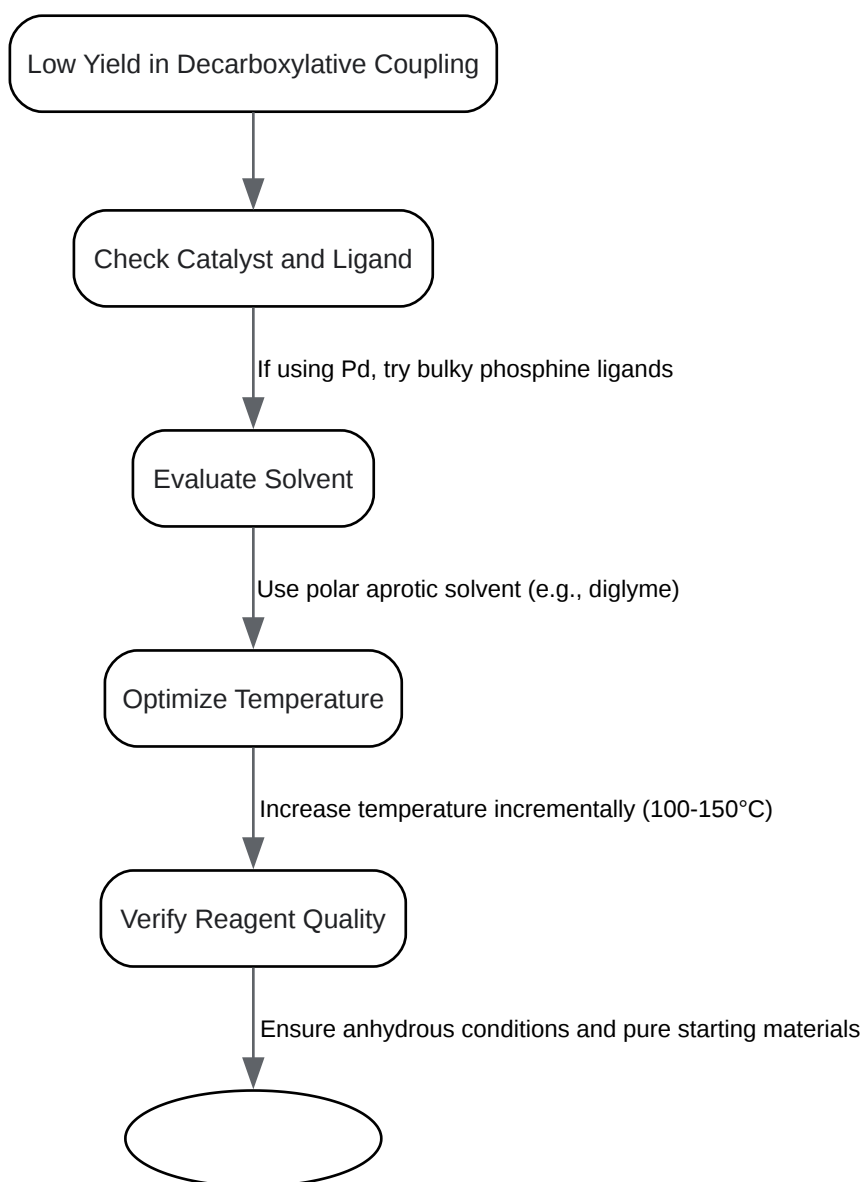 Low Yield in Decarboxylative Coupling
Check Catalyst and Ligand
If using Pd, try bulky phosphine ligands
Evaluate Solvent
Use polar aprotic solvent (e.g., diglyme)
Optimize Temperature
Increase temperature incrementally (100-150°C)
Verify Reagent Quality
Ensure anhydrous conditions and pure starting materials